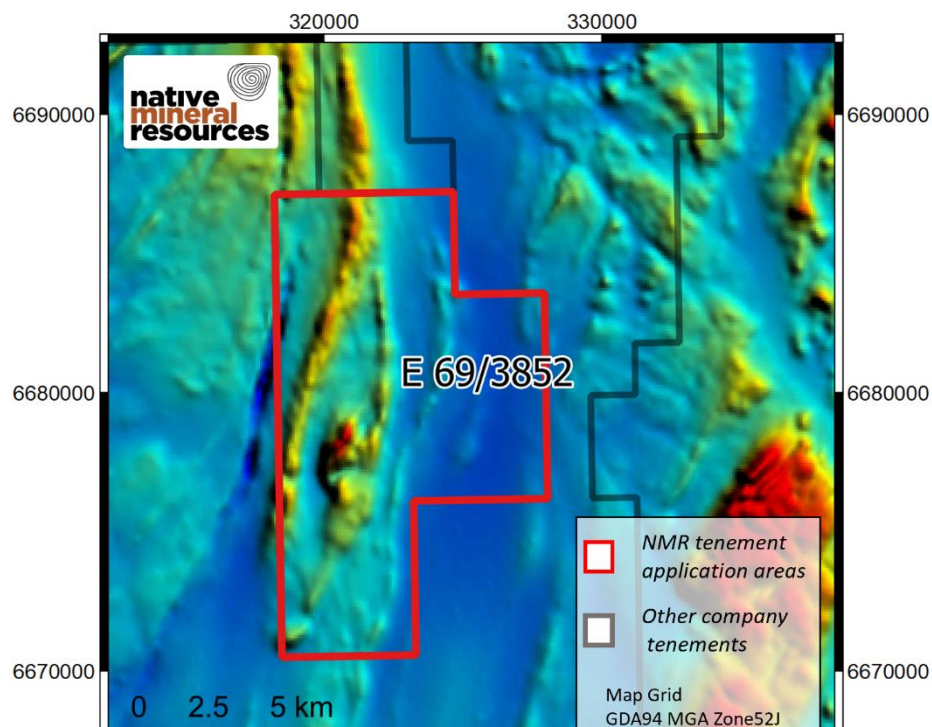 320000 330000
native
mineral
resources
6690000 6690000
E 69/3852
6680000 6680000
NMR tenement
application areas
Other company
tenements
6670000 6670000
0 2.5 5 km
Map Grid
GDA94 MGA Zone52J